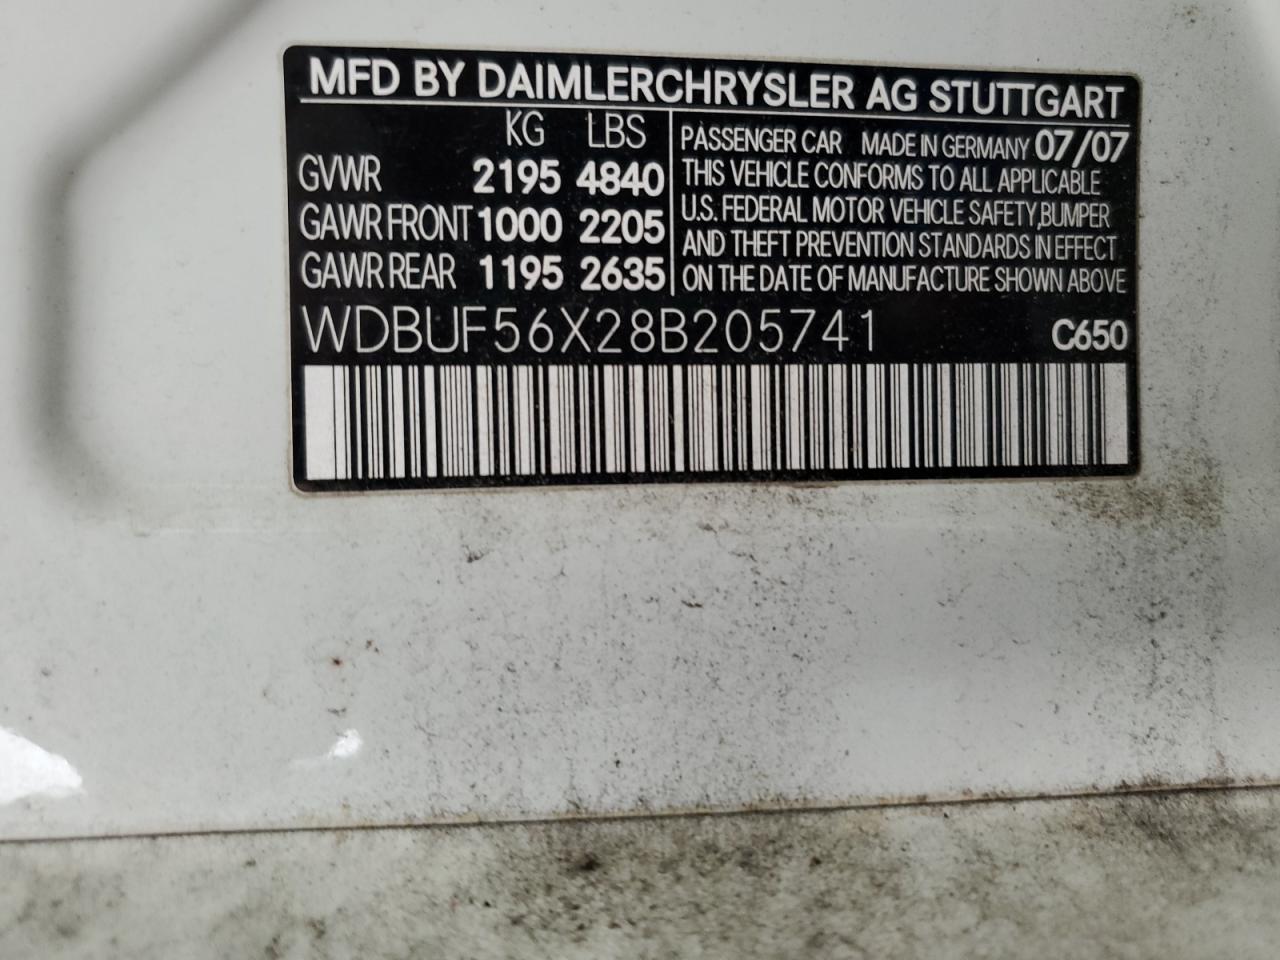 MFD BY DAIMLERCHRYSLER AG STUTTGART
KG LBS
GVWR 2195 4840
GAWR FRONT 1000 2205
GAWR REAR 1195 2635
PASSENGER CAR MADE IN GERMANY 07/07
THIS VEHICLE CONFORMS TO ALL APPLICABLE
U.S. FEDERAL MOTOR VEHICLE SAFETY,BUMPER
AND THEFT PREVENTION STANDARDS IN EFFECT
ON THE DATE OF MANUFACTURE SHOWN ABOVE
WDBUF56X28B205741 C650